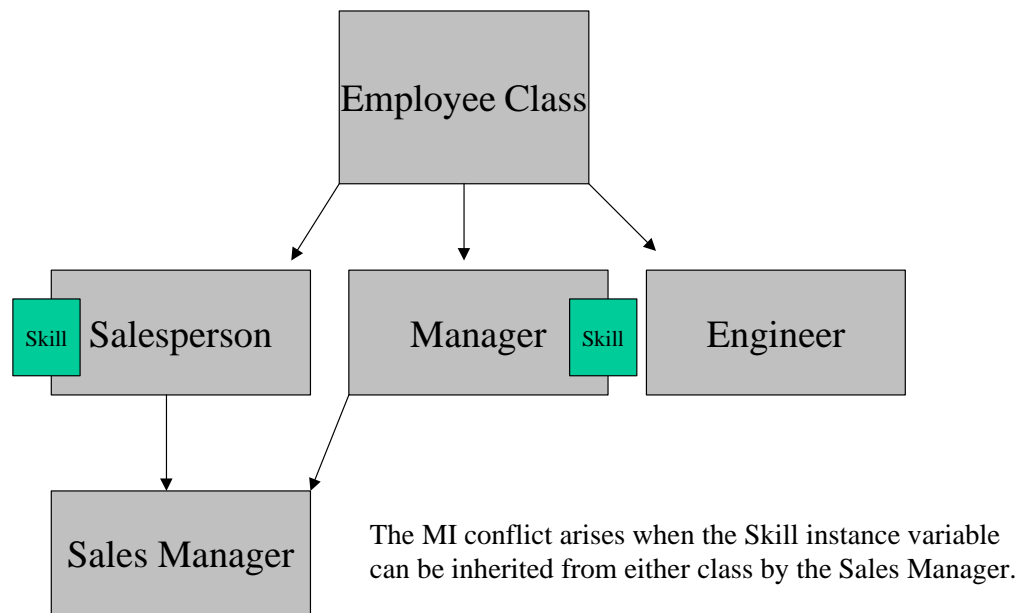 Employee Class
Skill
Salesperson
Manager
Skill
Engineer
Sales Manager
The MI conflict arises when the Skill instance variable
can be inherited from either class by the Sales Manager.